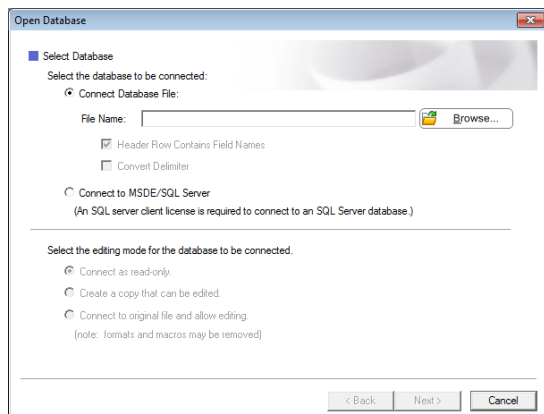 Open Database
Select Database
Select the database to be connected:
Connect Database File:
File Name:
Browse...
Header Row Contains Field Names
Convert Delimiter
Connect to MSDE/SQL Server
(An SQL server client license is required to connect to an SQL Server database.)
Select the editing mode for the database to be connected.
Connect as read-only.
Create a copy that can be edited.
Connect to original file and allow editing.
(note: formats and macros may be removed)
< Back Next > Cancel